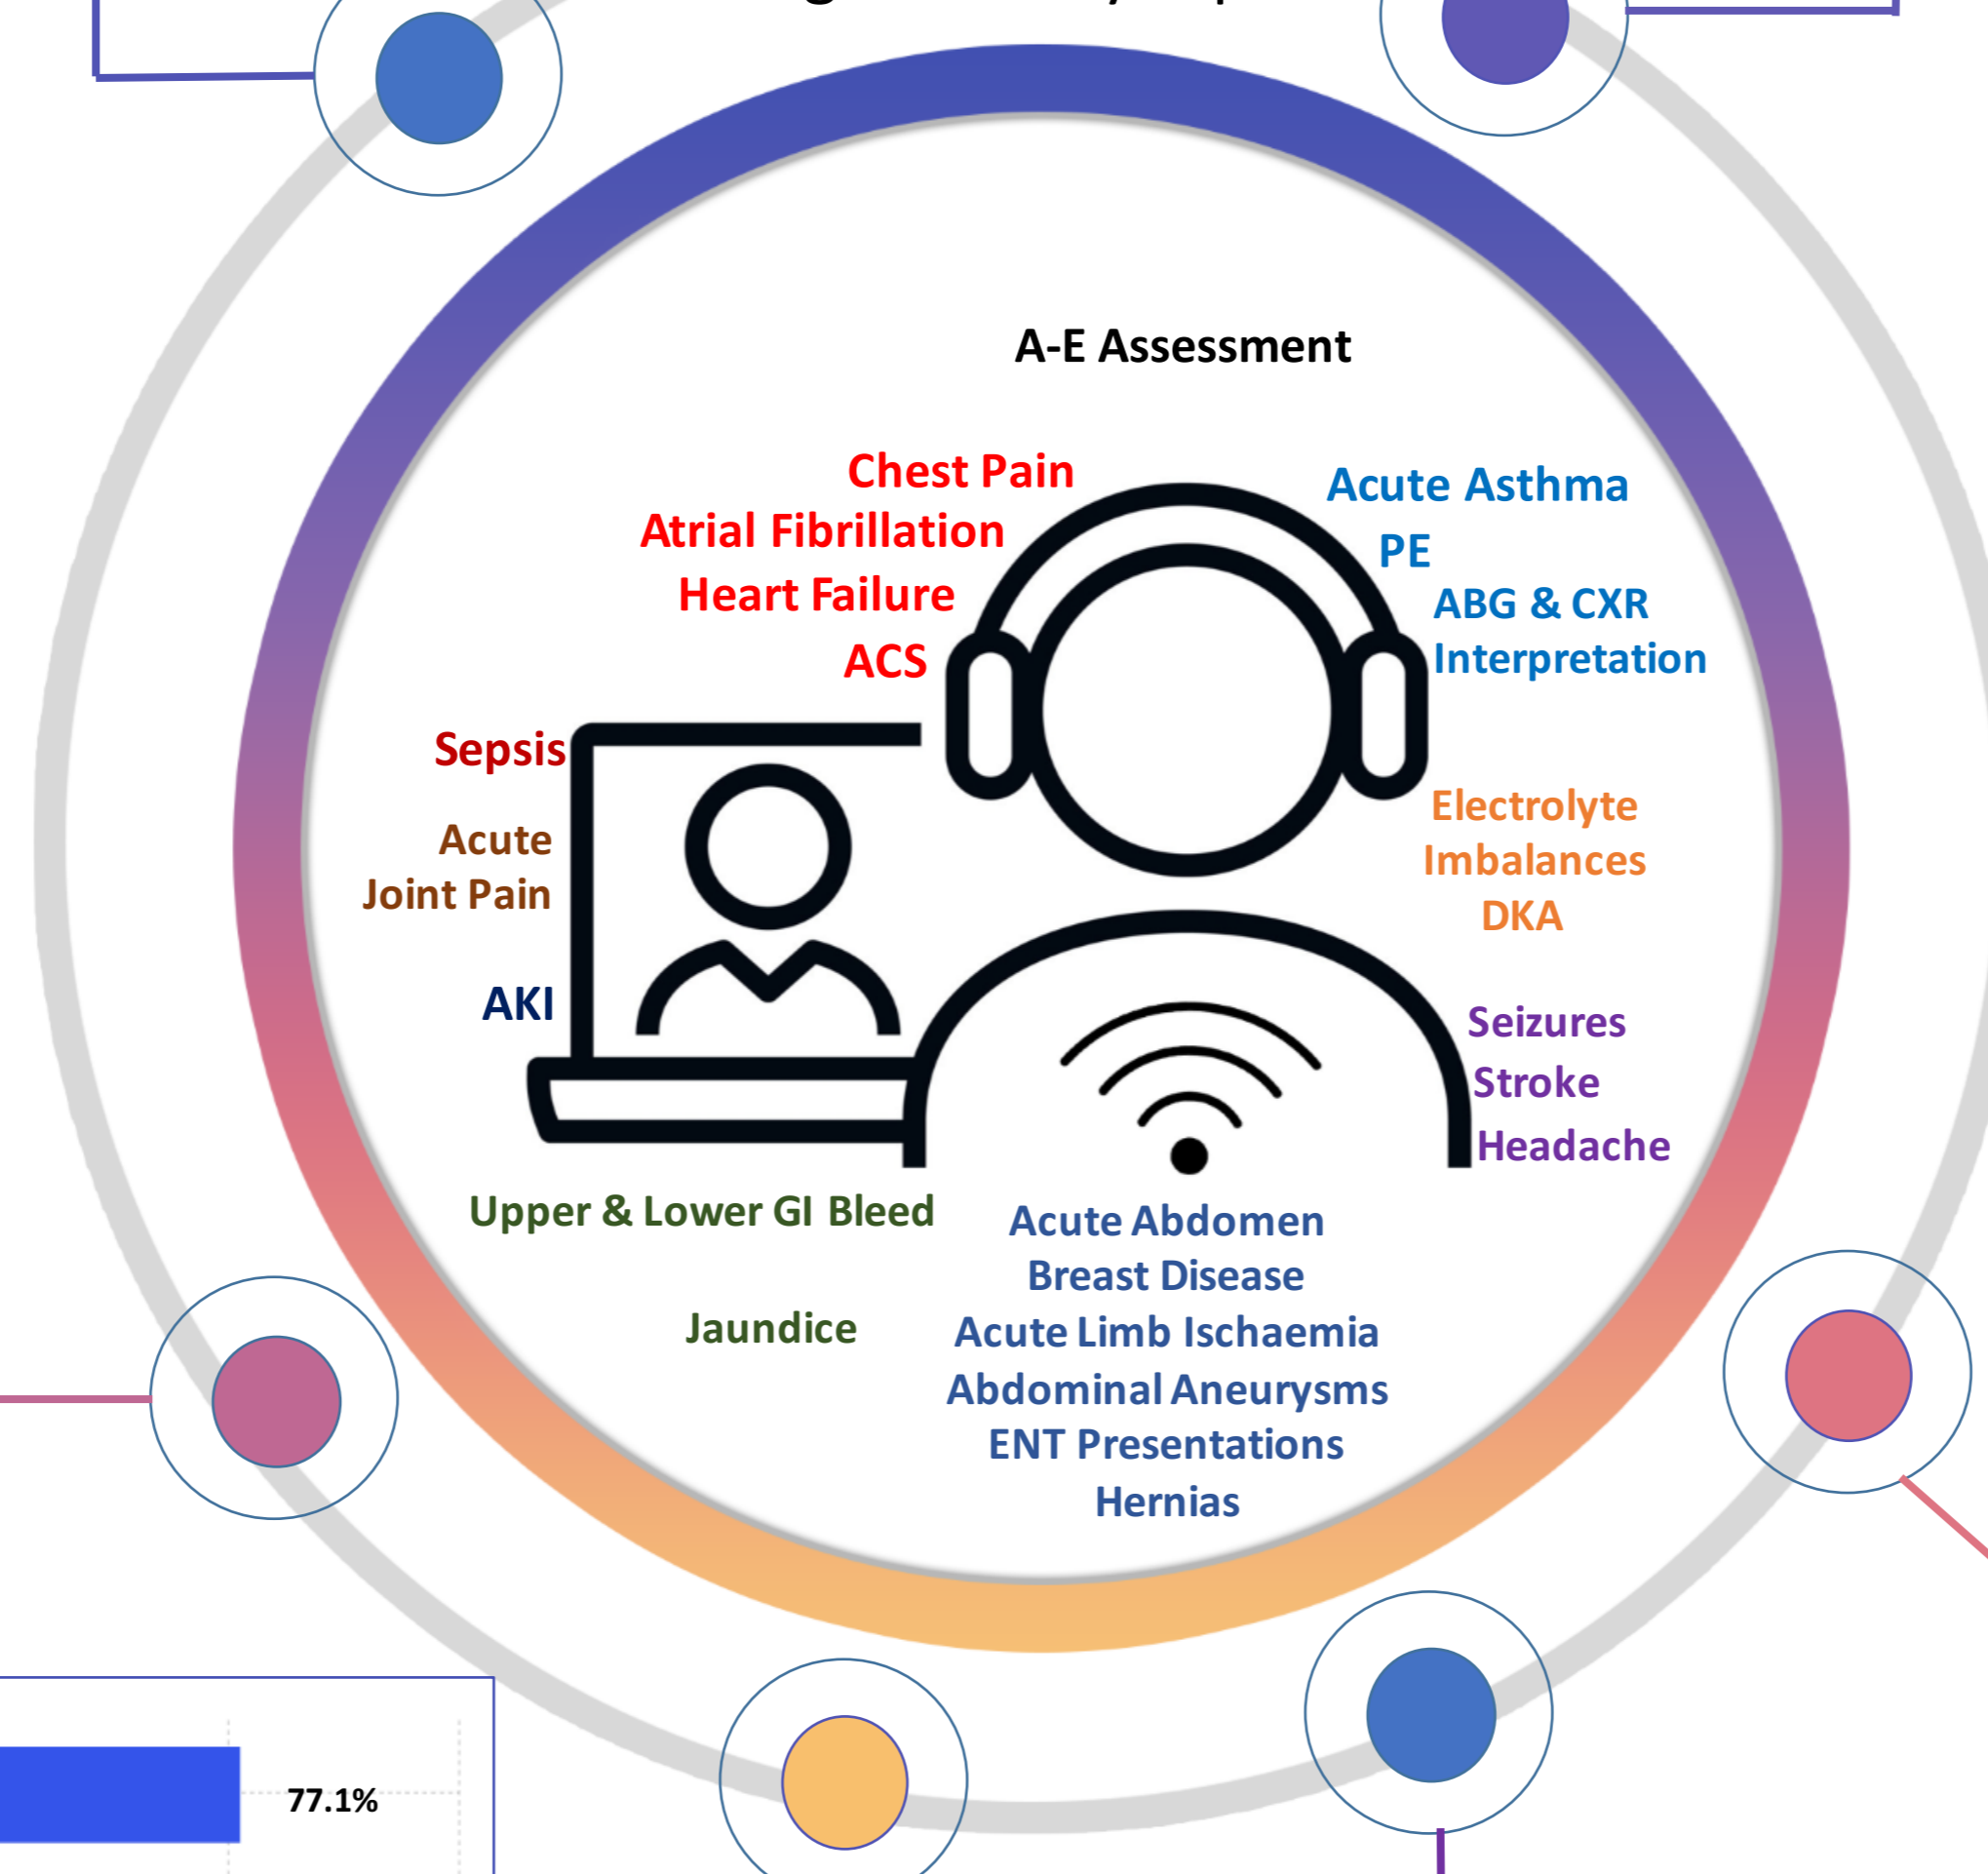 A-E Assessment
Chest Pain
Atrial Fibrillation
Heart Failure
ACS
Acute Asthma
PE
ABG & CXR
Interpretation
Sepsis
Acute
Joint Pain
AKI
Electrolyte
Imbalances
DKA
Seizures
Stroke
Headache
Upper & Lower GI Bleed
Jaundice
Acute Abdomen
Breast Disease
Acute Limb Ischaemia
Abdominal Aneurysms
ENT Presentations
Hernias
77.1%